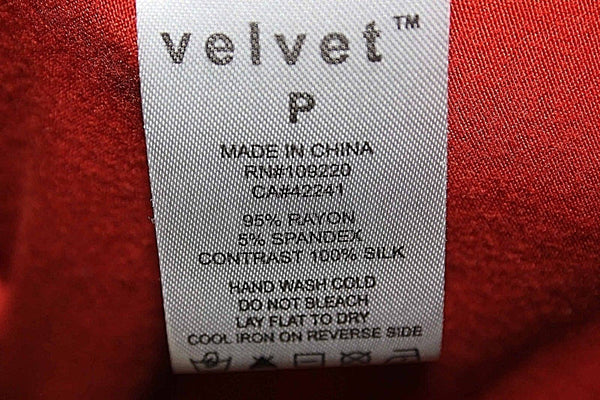 velvet™
P
MADE IN CHINA
RN#109220
CA#42241
95% RAYON
5% SPANDEX
CONTRAST 100% SILK
HAND WASH COLD
DO NOT BLEACH
LAY FLAT TO DRY
COOL IRON ON REVERSE SIDE